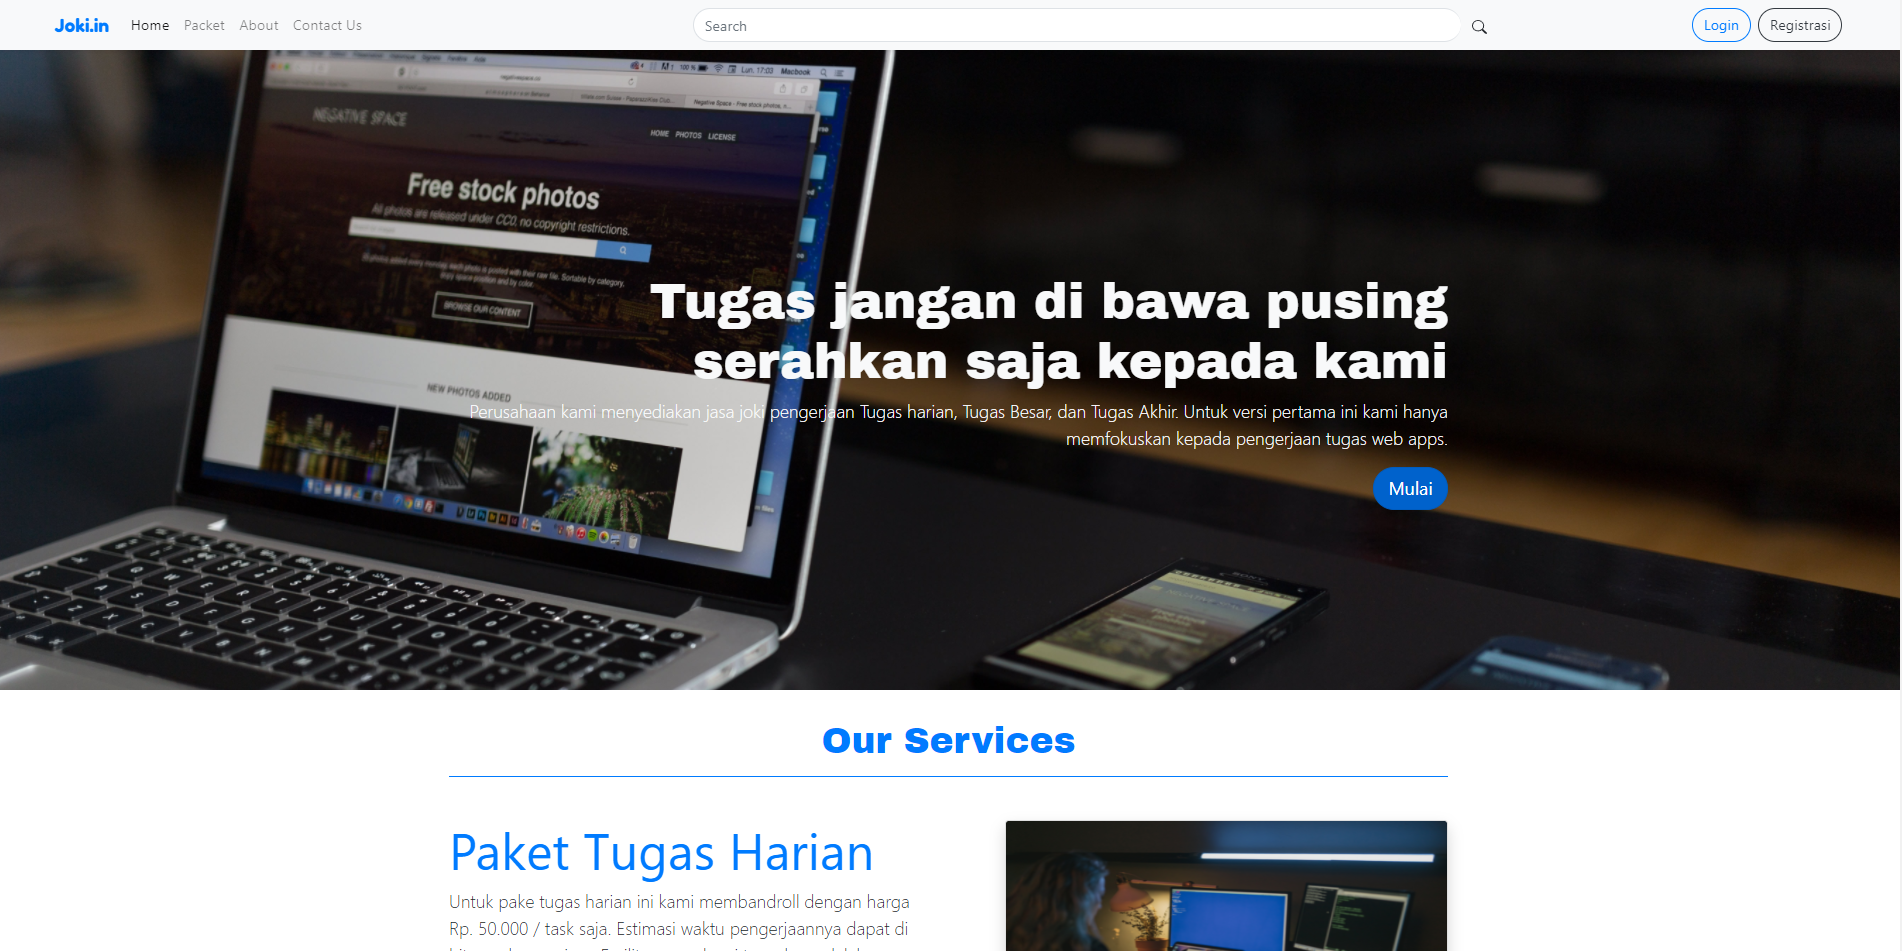 Joki.in
Home
Packet
About
Contact Us
Search
Login
Registrasi
Lun. 17:03 Macbook
NEGATIVE SPACE
HOME PHOTOS LICENSE
Free stock photos
All photos are released under CC0, no copyright restrictions.
BROWSE OUR CONTENT
NEW PHOTOS ADDED
Tugas jangan di bawa pusing
serahkan saja kepada kami
Perusahaan kami menyediakan jasa joki pengerjaan Tugas harian, Tugas Besar, dan Tugas Akhir. Untuk versi pertama ini kami hanya
memfokuskan kepada pengerjaan tugas web apps.
Mulai
Our Services
Paket Tugas Harian
Untuk pake tugas harian ini kami membandroll dengan harga
Rp. 50.000 / task saja. Estimasi waktu pengerjaannya dapat di